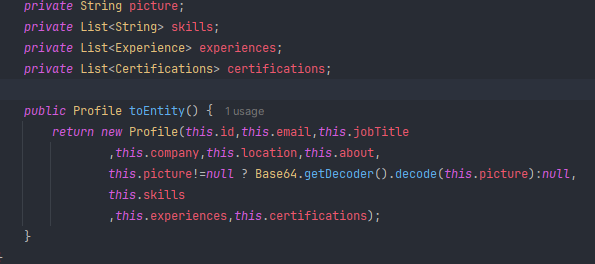 private String picture;
private List<String> skills;
private List<Experience> experiences;
private List<Certifications> certifications;
public Profile toEntity() { 1 usage
return new Profile(this.id,this.email,this.jobTitle
,this.company,this.location,this.about,
this.picture!=null ? Base64.getDecoder().decode(this.picture):null,
this.skills
,this.experiences,this.certifications);
}